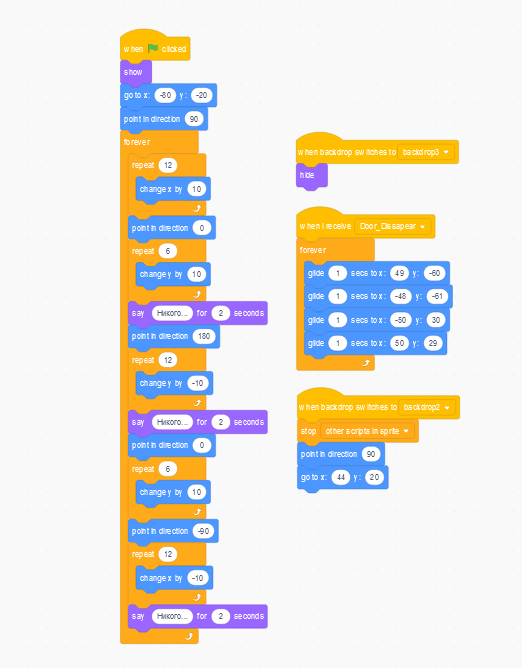 when clicked
show
go to x: -80 y: -20
point in direction 90
forever
repeat 12
change x by 10
point in direction 0
repeat 6
change y by 10
say Никого... for 2 seconds
point in direction 180
repeat 12
change y by -10
say Никого... for 2 seconds
point in direction 0
repeat 6
change y by 10
point in direction -90
repeat 12
change x by -10
say Никого... for 2 seconds
when backdrop switches to backdrop3
hide
when I receive Door_Dissapear
forever
glide 1 secs to x: 49 y: -60
glide 1 secs to x: -48 y: -61
glide 1 secs to x: -50 y: 30
glide 1 secs to x: 50 y: 29
when backdrop switches to backdrop2
stop other scripts in sprite
point in direction 90
go to x: 44 y: 20